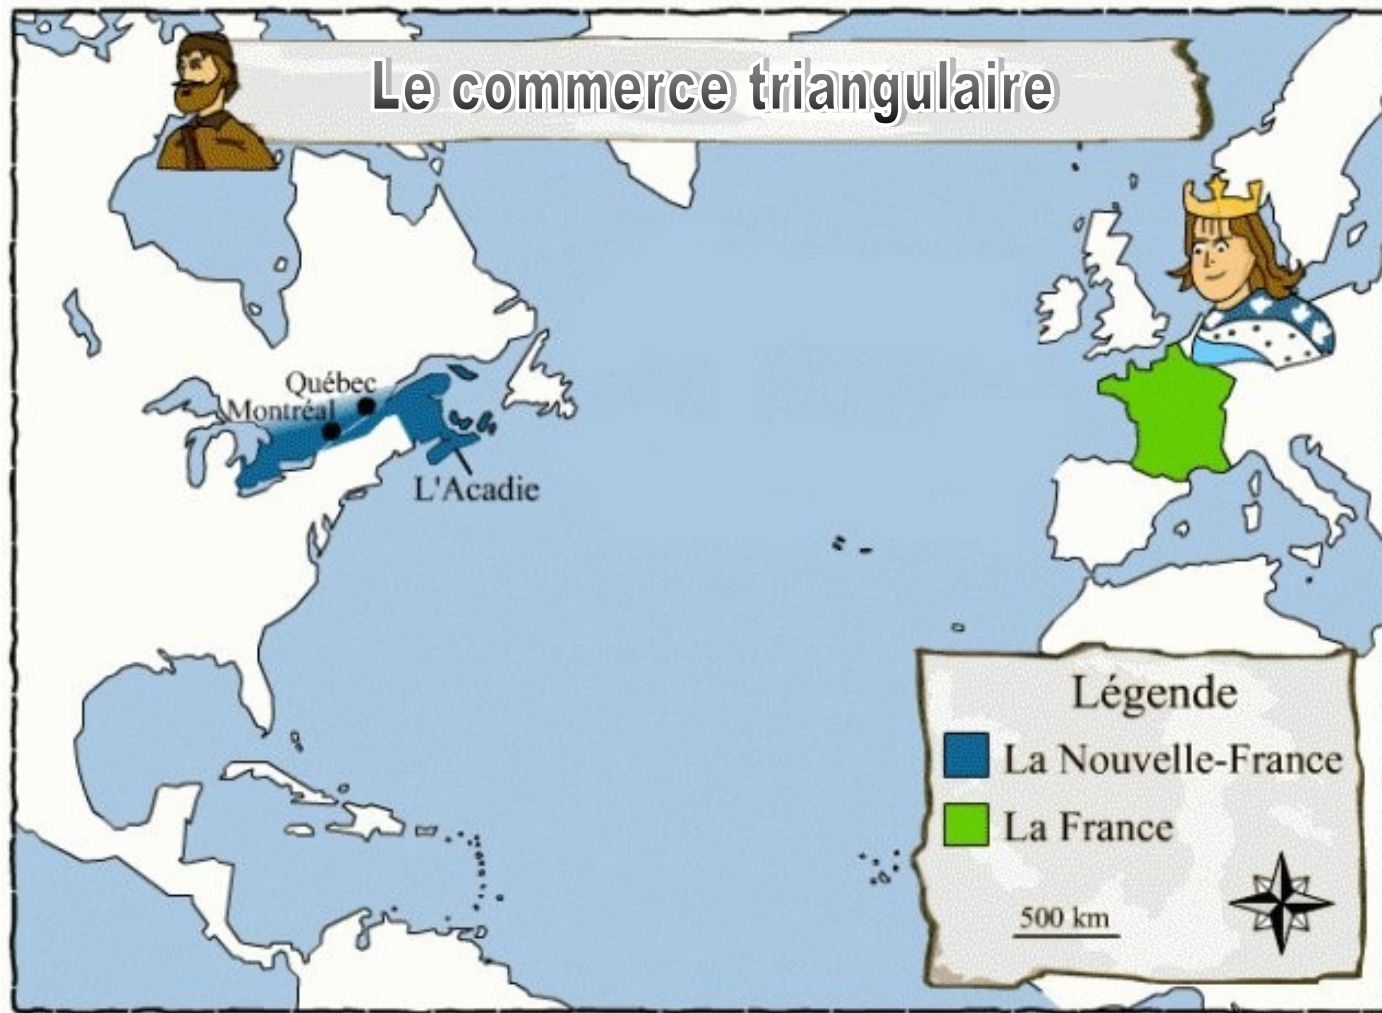 Le commerce triangulaire
Québec
Montréal
L'Acadie
Légende
La Nouvelle-France
La France
500 km